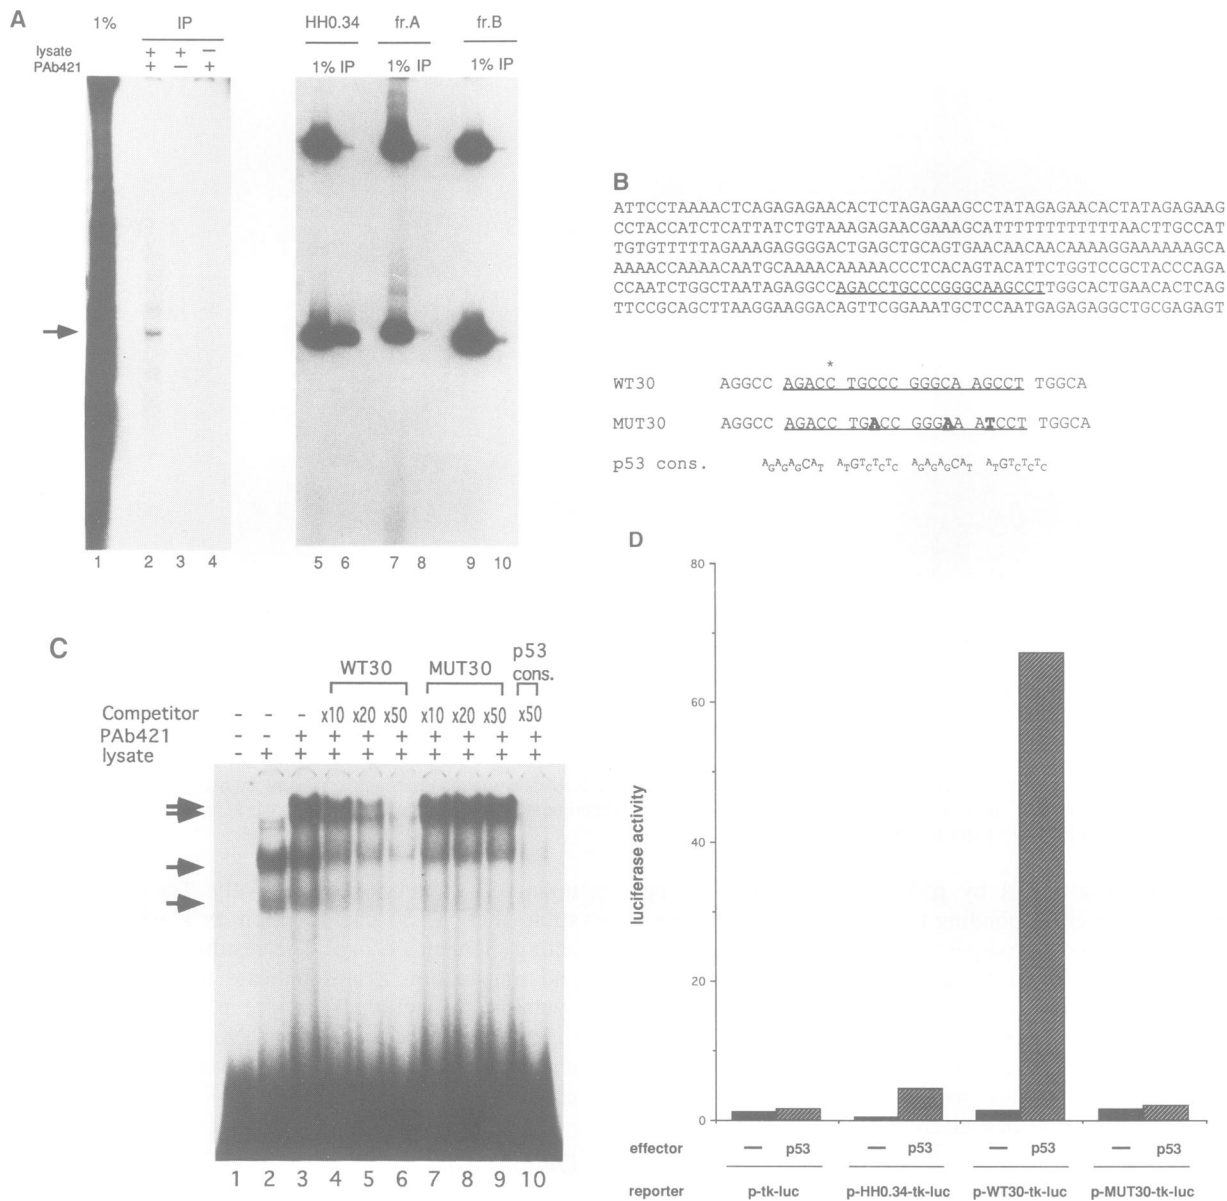 A
1% IP
lysate + + −
PAb421 + − +
HH0.34 fr.A fr.B
1% IP 1% IP 1% IP
1 2 3 4 5 6 7 8 9 10
B
ATTCCTAAAACTCAGAGAGAACACTCTAGAGAAGCCTATAGAGAACACTATAGAGAAG
CCTACCATCTCATTATCTGTAAAGAGAACGAAAGCATTTTTTTTTTTTAACTTGCCAT
TGTGTTTTTAGAAAGAGGGGACTGAGCTGCAGTGAACAACAACAAAAGGAAAAAAGCA
AAAACCAAAACAATGCAAAACAAAAACCCTCACAGTACATTCTGGTCCGCTACCCAGA
CCAATCTGGCTAATAGAGGCCAGACCTGCCCGGGCAAGCCTTGGCACTGAACACTCAG
TTCCGCAGCTTAAGGAAGGACAGTTCGGAAATGCTCCAATGAGAGAGGCTGCGAGAGT
*
WT30 AGGCC AGACC TGCCC GGGCA AGCCT TGGCA
MUT30 AGGCC AGACC TGACC GGGAA ATCCT TGGCA
p53 cons. AGAGAGCAT ATGTCTCTC AGAGAGCAT ATGTCTCTC
C
WT30 MUT30 p53 cons.
Competitor - - - x10 x20 x50 x10 x20 x50 x50
PAb421 - - + + + + + + + +
lysate - + + + + + + + + +
1 2 3 4 5 6 7 8 9 10
D
80
60
40
20
0
luciferase activity
effector — p53 — p53 — p53 — p53
reporter p-tk-luc p-HH0.34-tk-luc p-WT30-tk-luc p-MUT30-tk-luc